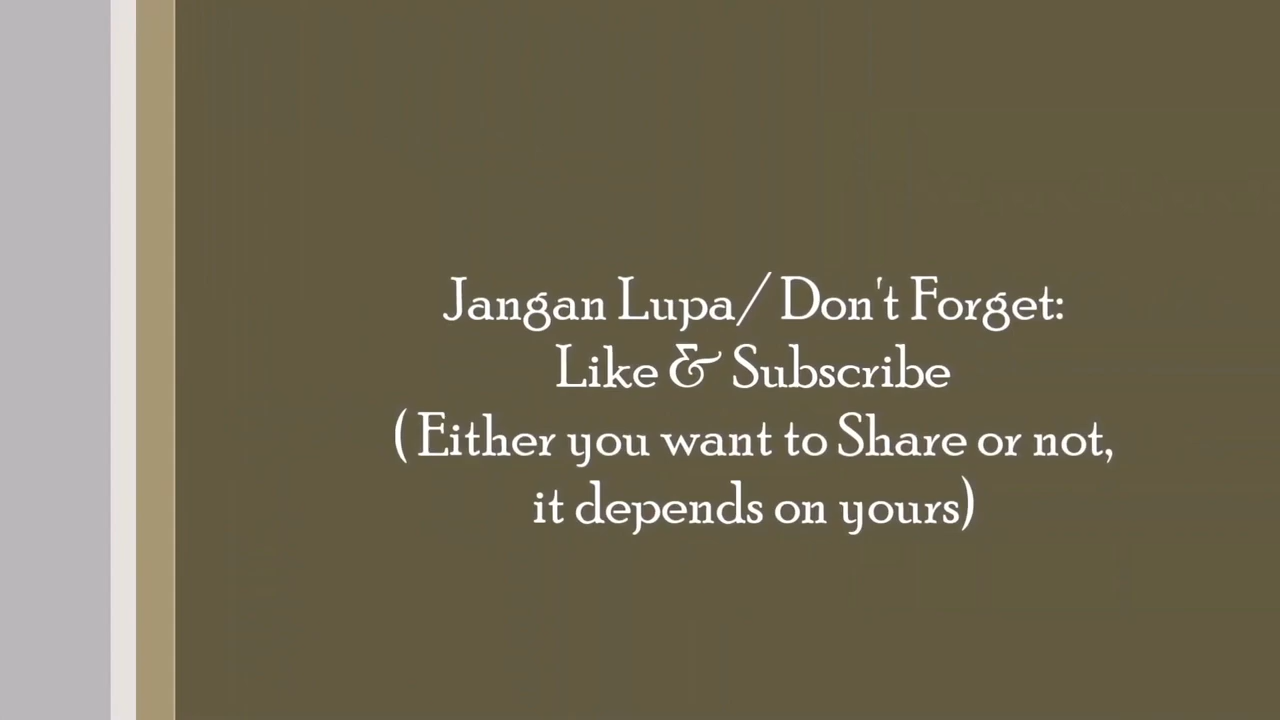 Jangan Lupa/Don't Forget:
Like & Subscribe
(Either you want to Share or not,
it depends on yours)